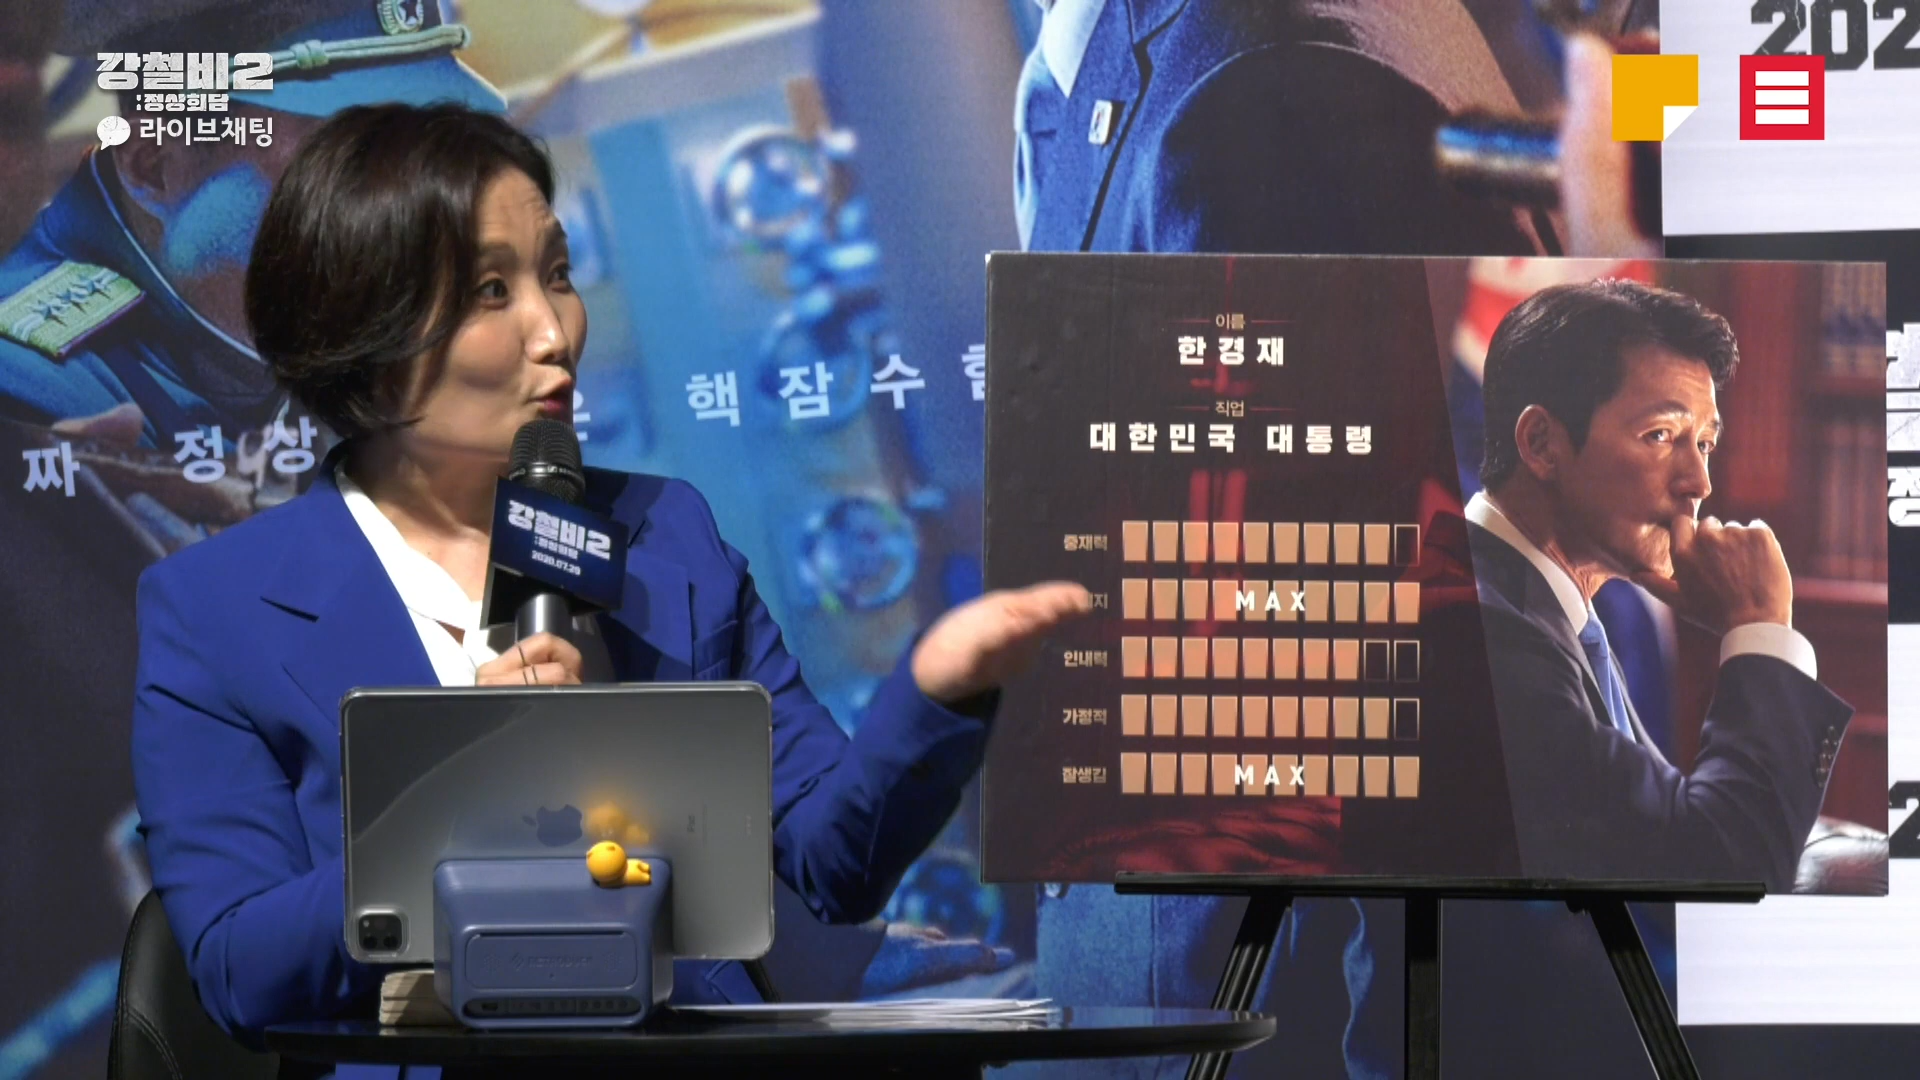 강철비2
:정상회담
라이브채팅
202
짜 정상
핵잠수
강철비2
:정상회담
2020.07.29
이름
한경재
직업
대한민국 대통령
중재력
지
MAX
인내력
가정적
잘생김
MAX